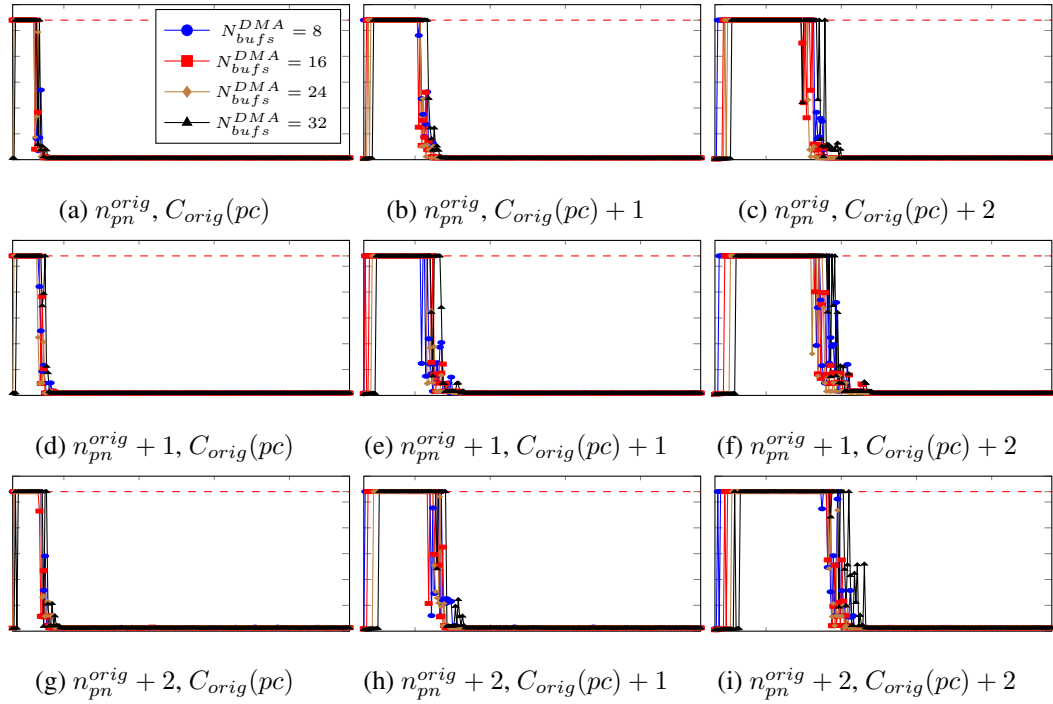 N_{bufs}^{DMA} = 8
N_{bufs}^{DMA} = 16
N_{bufs}^{DMA} = 24
N_{bufs}^{DMA} = 32
(a) n_{pn}^{orig}, C_{orig}(pc)
(b) n_{pn}^{orig}, C_{orig}(pc) + 1
(c) n_{pn}^{orig}, C_{orig}(pc) + 2
(d) n_{pn}^{orig} + 1, C_{orig}(pc)
(e) n_{pn}^{orig} + 1, C_{orig}(pc) + 1
(f) n_{pn}^{orig} + 1, C_{orig}(pc) + 2
(g) n_{pn}^{orig} + 2, C_{orig}(pc)
(h) n_{pn}^{orig} + 2, C_{orig}(pc) + 1
(i) n_{pn}^{orig} + 2, C_{orig}(pc) + 2